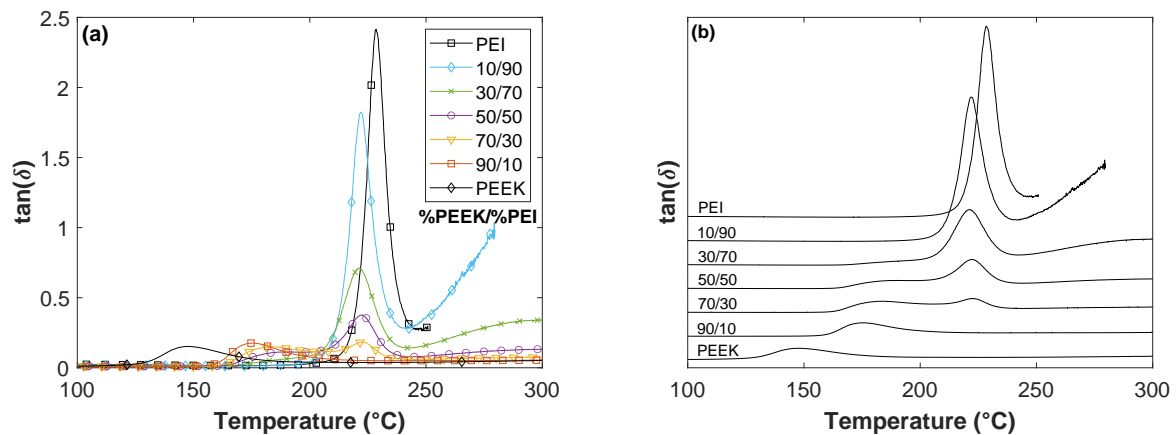 (a)
2.5
2
1.5
1
0.5
0
tan(δ)
PEI
10/90
30/70
50/50
70/30
90/10
PEEK
%PEEK/%PEI
100 150 200 250 300
Temperature (°C)
(b)
tan(δ)
PEI
10/90
30/70
50/50
70/30
90/10
PEEK
100 150 200 250 300
Temperature (°C)